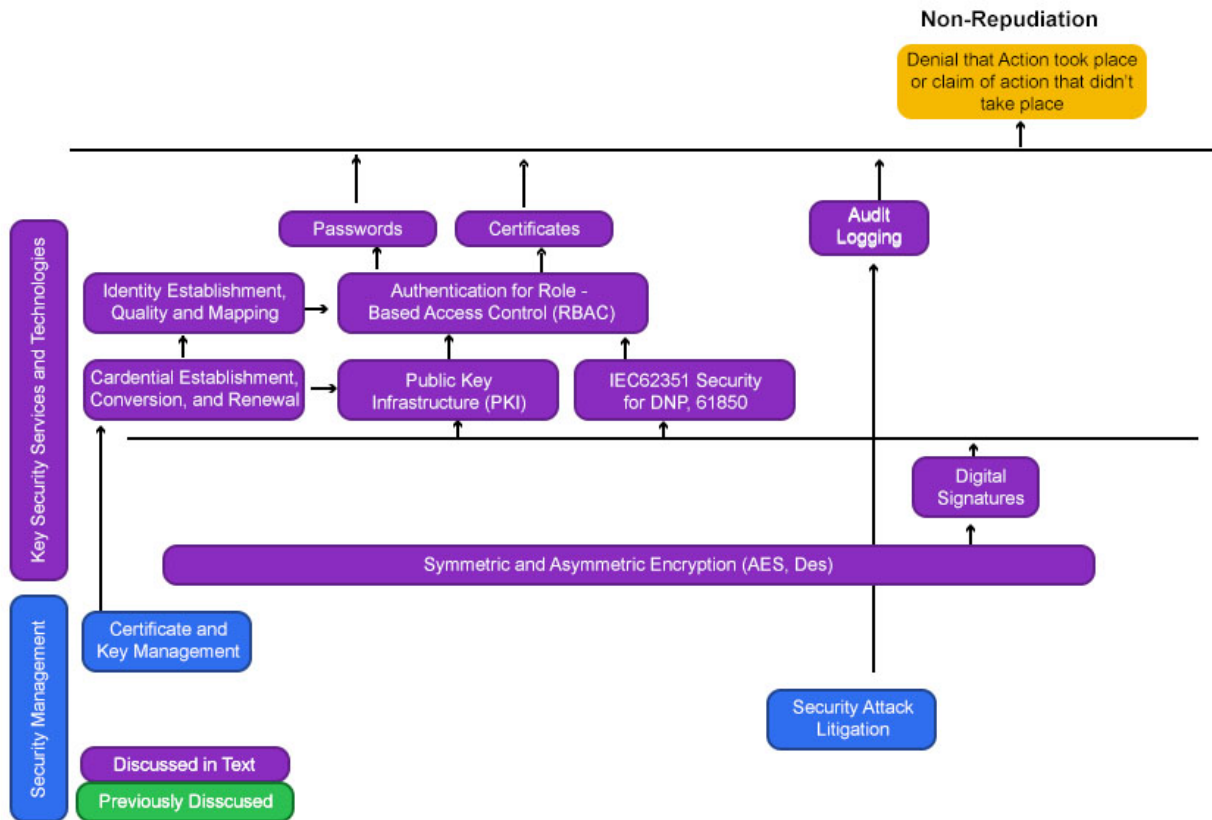 Non-Repudiation
Denial that Action took place
or claim of action that didn't
take place
Passwords
Certificates
Audit
Logging
Key Security Services and Technologies
Identity Establishment,
Quality and Mapping
Authentication for Role -
Based Access Control (RBAC)
Cardential Establishment,
Conversion, and Renewal
Public Key
Infrastructure (PKI)
IEC62351 Security
for DNP, 61850
Digital
Signatures
Symmetric and Asymmetric Encryption (AES, Des)
Security Management
Certificate and
Key Management
Security Attack
Litigation
Discussed in Text
Previously Disscused